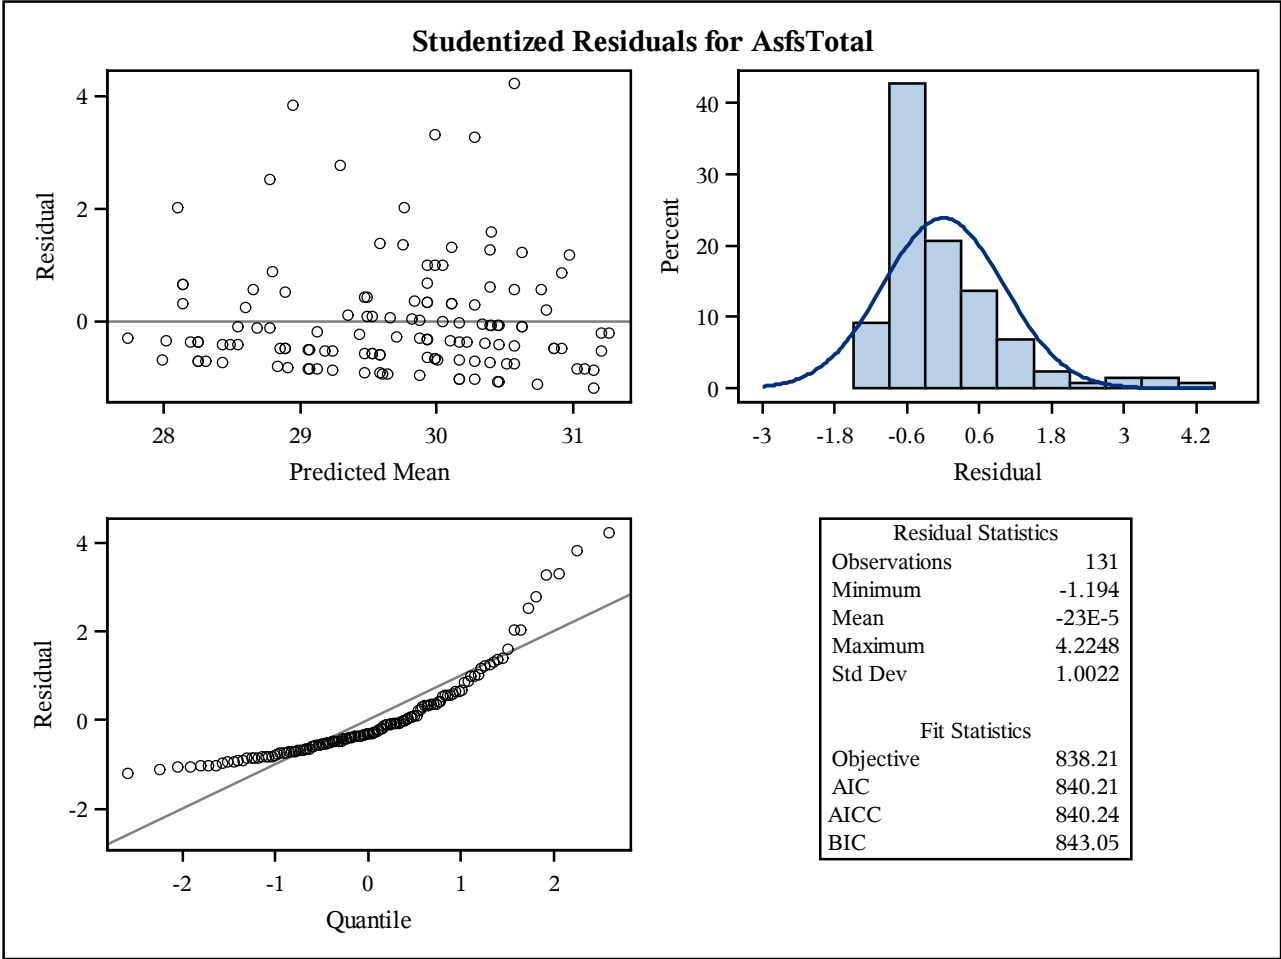 Studentized Residuals for AsfsTotal
4
2
0
Residual
28 29 30 31
Predicted Mean
40
30
20
10
0
Percent
-3 -1.8 -0.6 0.6 1.8 3 4.2
Residual
4
2
0
-2
Residual
-2 -1 0 1 2
Quantile
Residual Statistics
Observations 131
Minimum -1.194
Mean -23E-5
Maximum 4.2248
Std Dev 1.0022
Fit Statistics
Objective 838.21
AIC 840.21
AICC 840.24
BIC 843.05